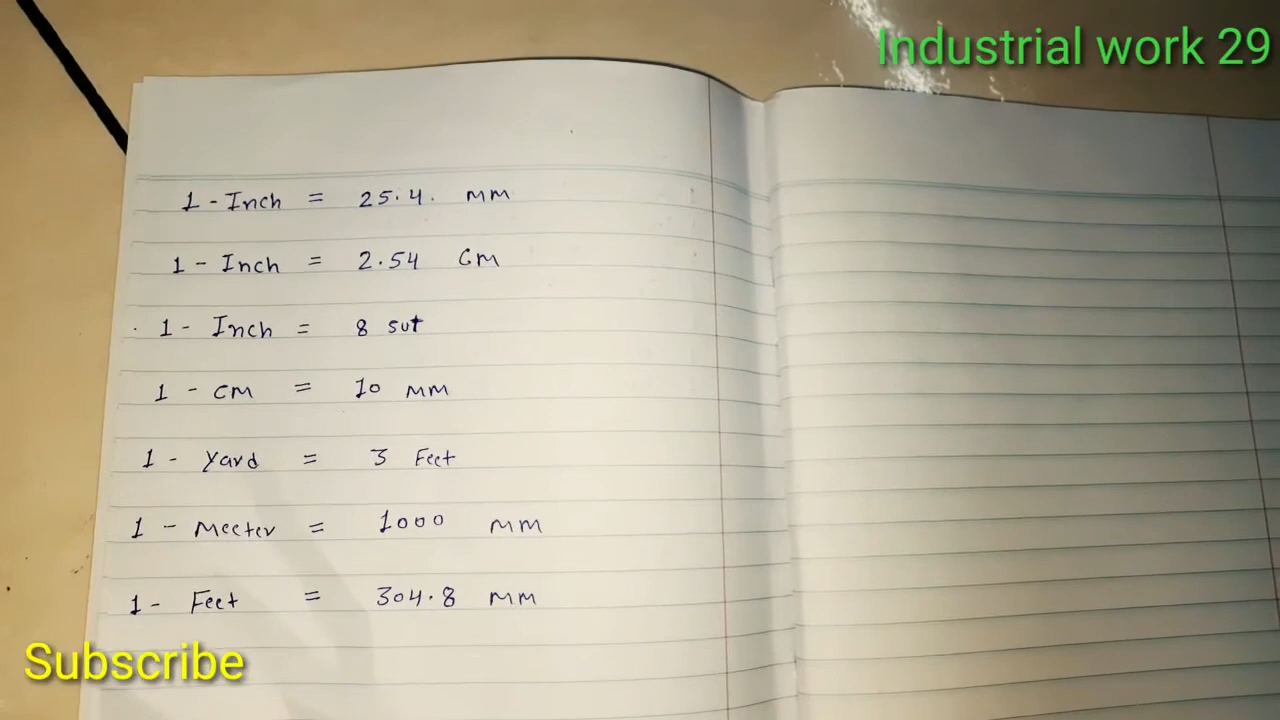 Industrial work 29
1 - Inch = 25.4. mm
1 - Inch = 2.54 cm
1 - Inch = 8 sut
1 - cm = 10 mm
1 - Yard = 3 Feet
1 - Meeter = 1000 mm
1 - Feet = 304.8 mm
Subscribe